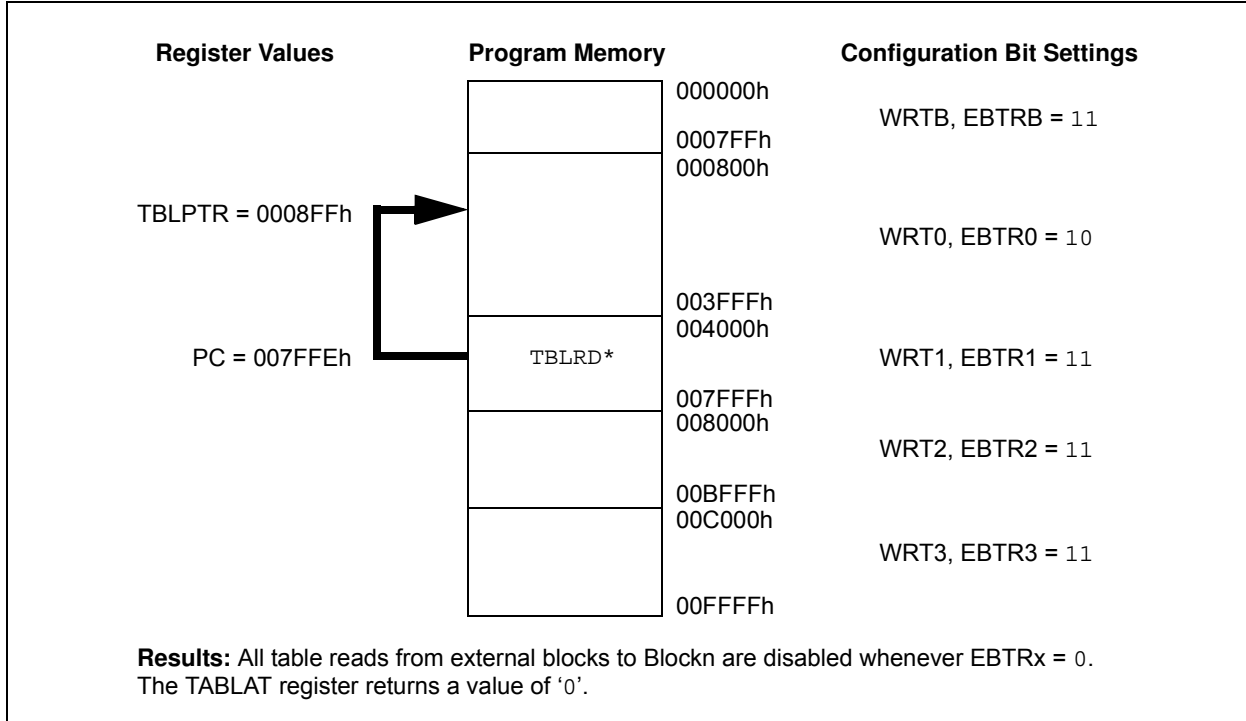 Register Values Program Memory Configuration Bit Settings
000000h
WRTB, EBTRB = 11
0007FFh
000800h
TBLPTR = 0008FFh
WRT0, EBTR0 = 10
003FFFh
004000h
PC = 007FFEh TBLRD* WRT1, EBTR1 = 11
007FFFh
008000h
WRT2, EBTR2 = 11
00BFFFh
00C000h
WRT3, EBTR3 = 11
00FFFFh
Results: All table reads from external blocks to Blockn are disabled whenever EBTRx = 0.
The TABLAT register returns a value of ‘0’.